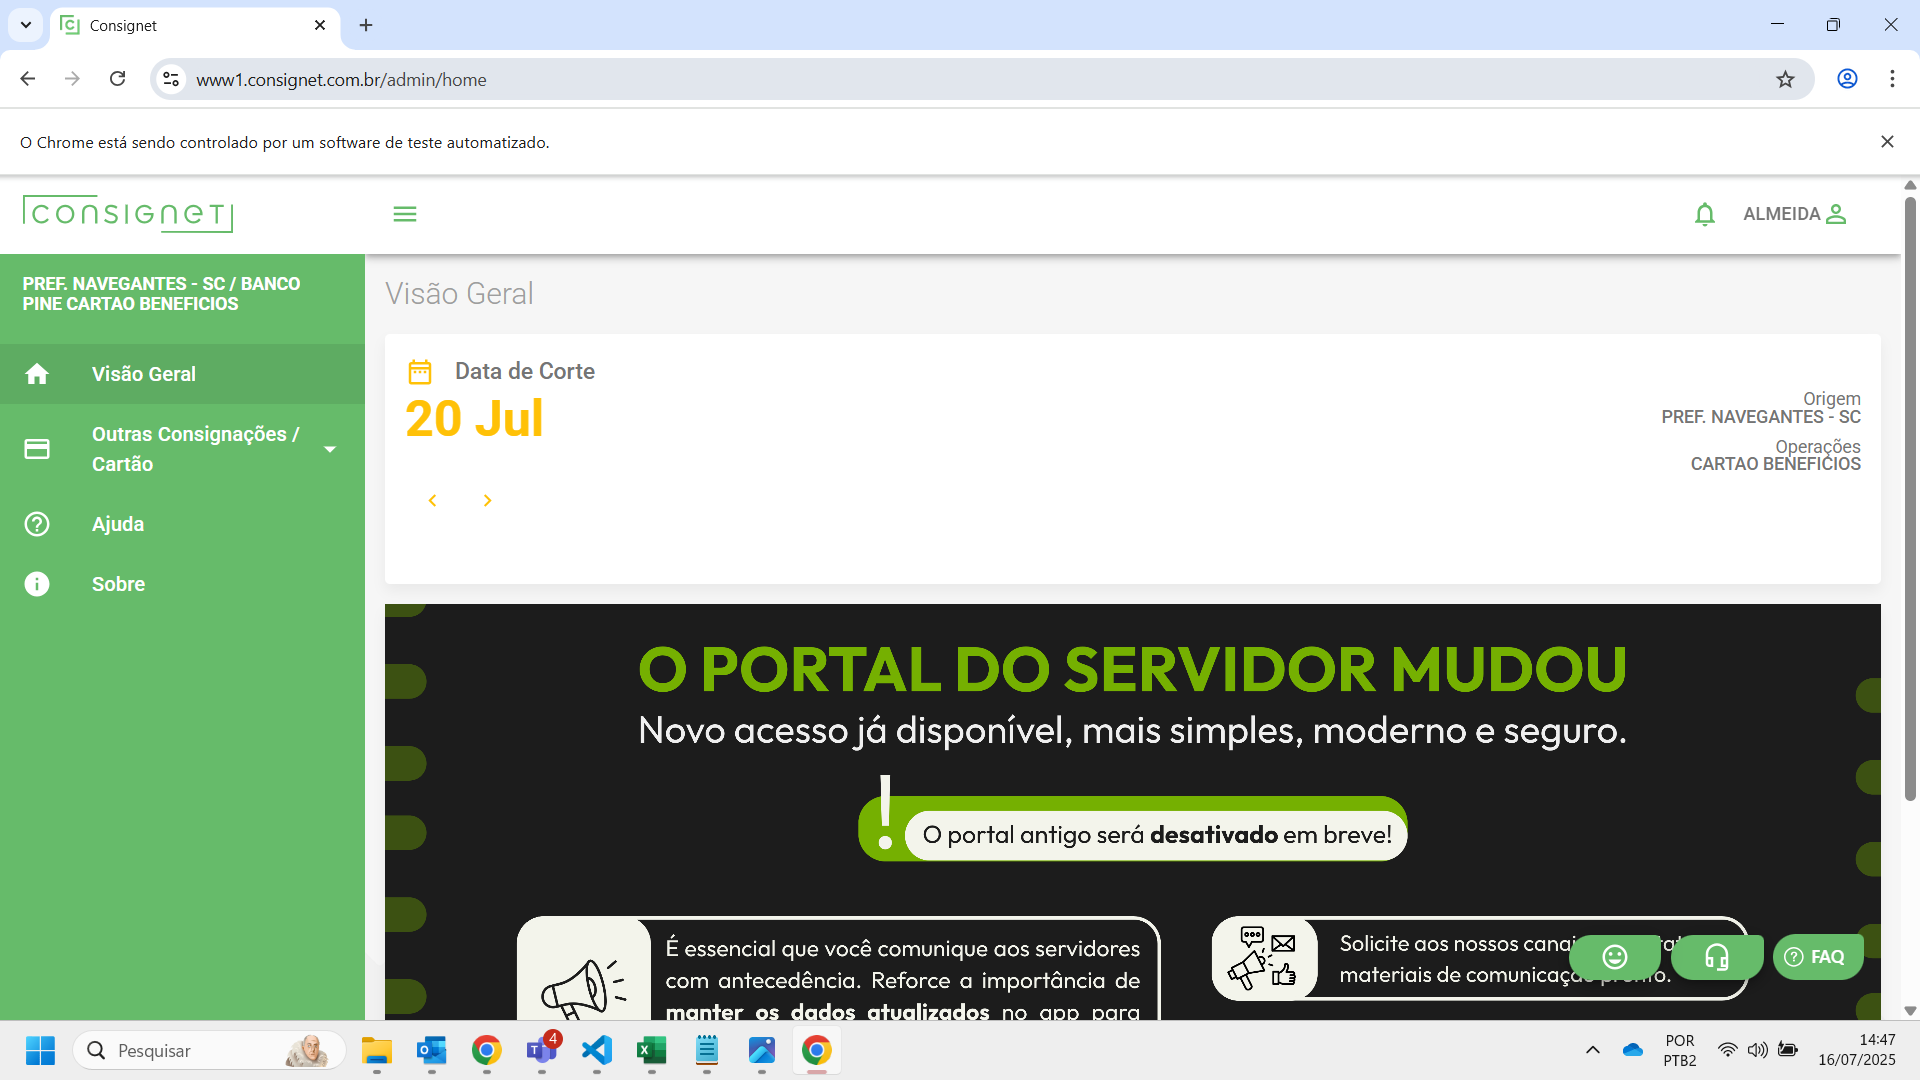 Consignet
www1.consignet.com.br/admin/home
O Chrome está sendo controlado por um software de teste automatizado.
consignet
ALMEIDA
PREF. NAVEGANTES - SC / BANCO
PINE CARTAO BENEFICIOS
Visão Geral
Outras Consignações /
Cartão
Ajuda
Sobre
Visão Geral
Data de Corte
20 Jul
Origem
PREF. NAVEGANTES - SC
Operações
CARTAO BENEFICIOS
O PORTAL DO SERVIDOR MUDOU
Novo acesso já disponível, mais simples, moderno e seguro.
! O portal antigo será desativado em breve!
É essencial que você comunique aos servidores
com antecedência. Reforce a importância de
manter os dados atualizados no app para
Solicite aos nossos
materiais de comunicação
FAQ
Pesquisar
4
POR
PTB2
14:47
16/07/2025